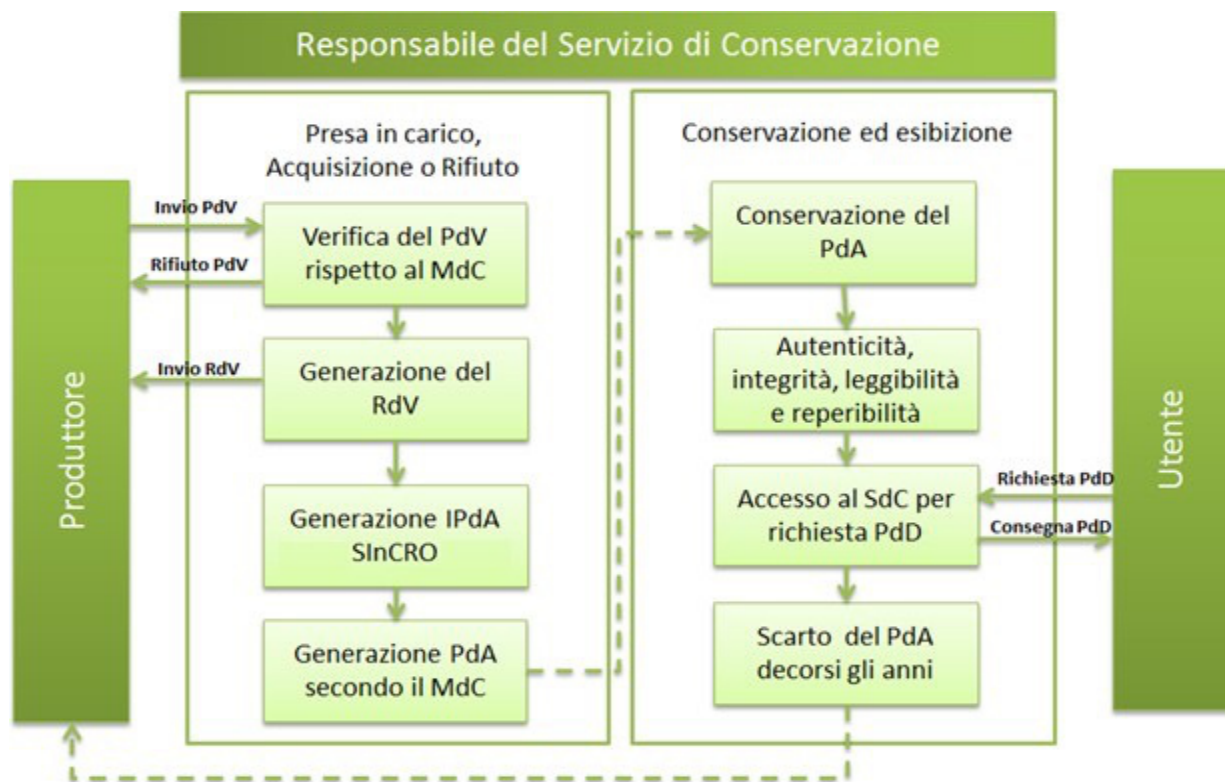 Responsabile del Servizio di Conservazione
Presa in carico,
Acquisizione o Rifiuto
Conservazione ed esibizione
Produttore
Invio PdV
Rifiuto PdV
Invio RdV
Verifica del PdV
rispetto al MdC
Generazione del
RdV
Generazione IPdA
SInCRO
Generazione PdA
secondo il MdC
Conservazione del
PdA
Autenticità,
integrità, leggibilità
e reperibilità
Accesso al SdC per
richiesta PdD
Scarto del PdA
decorsi gli anni
Richiesta PdD
Consegna PdD
Utente